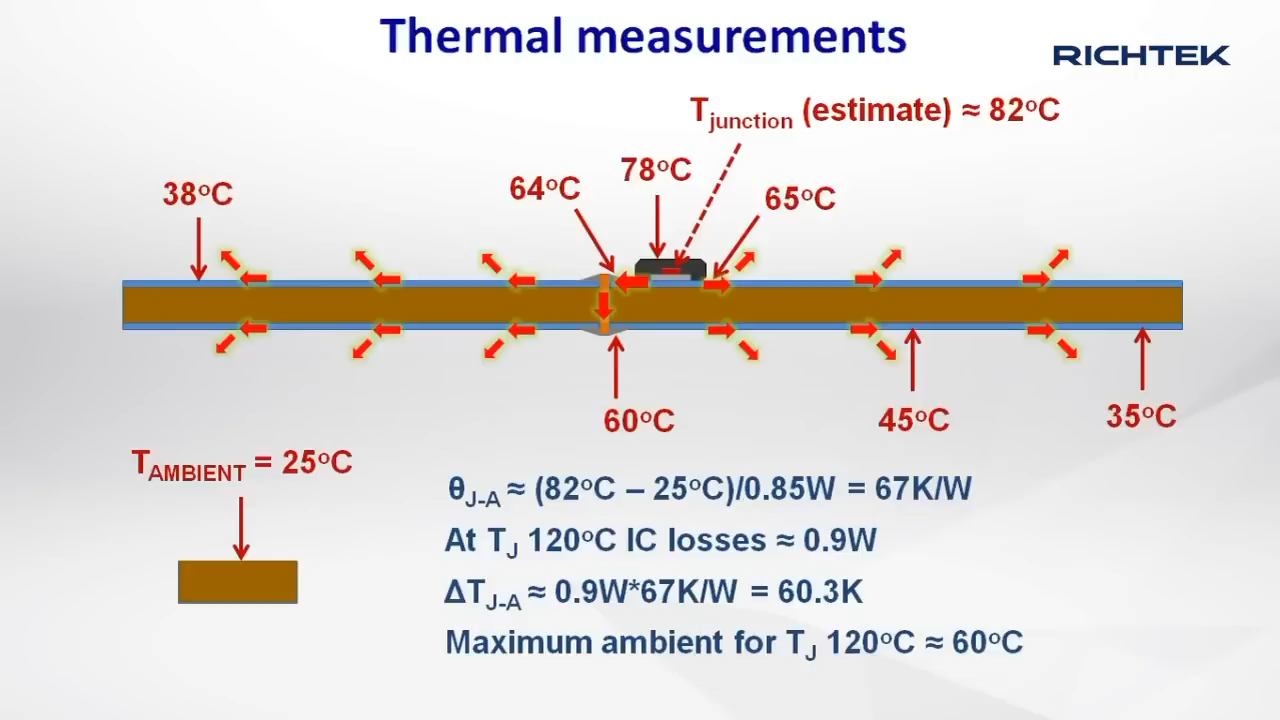 Thermal measurements
RICHTEK
Tjunction (estimate) ≈ 82°C
78°C
64°C
65°C
38°C
60°C
45°C
35°C
TAMBIENT = 25°C
θJ-A ≈ (82°C – 25°C)/0.85W = 67K/W
At TJ 120°C IC losses ≈ 0.9W
ΔTJ-A ≈ 0.9W*67K/W = 60.3K
Maximum ambient for TJ 120°C ≈ 60°C